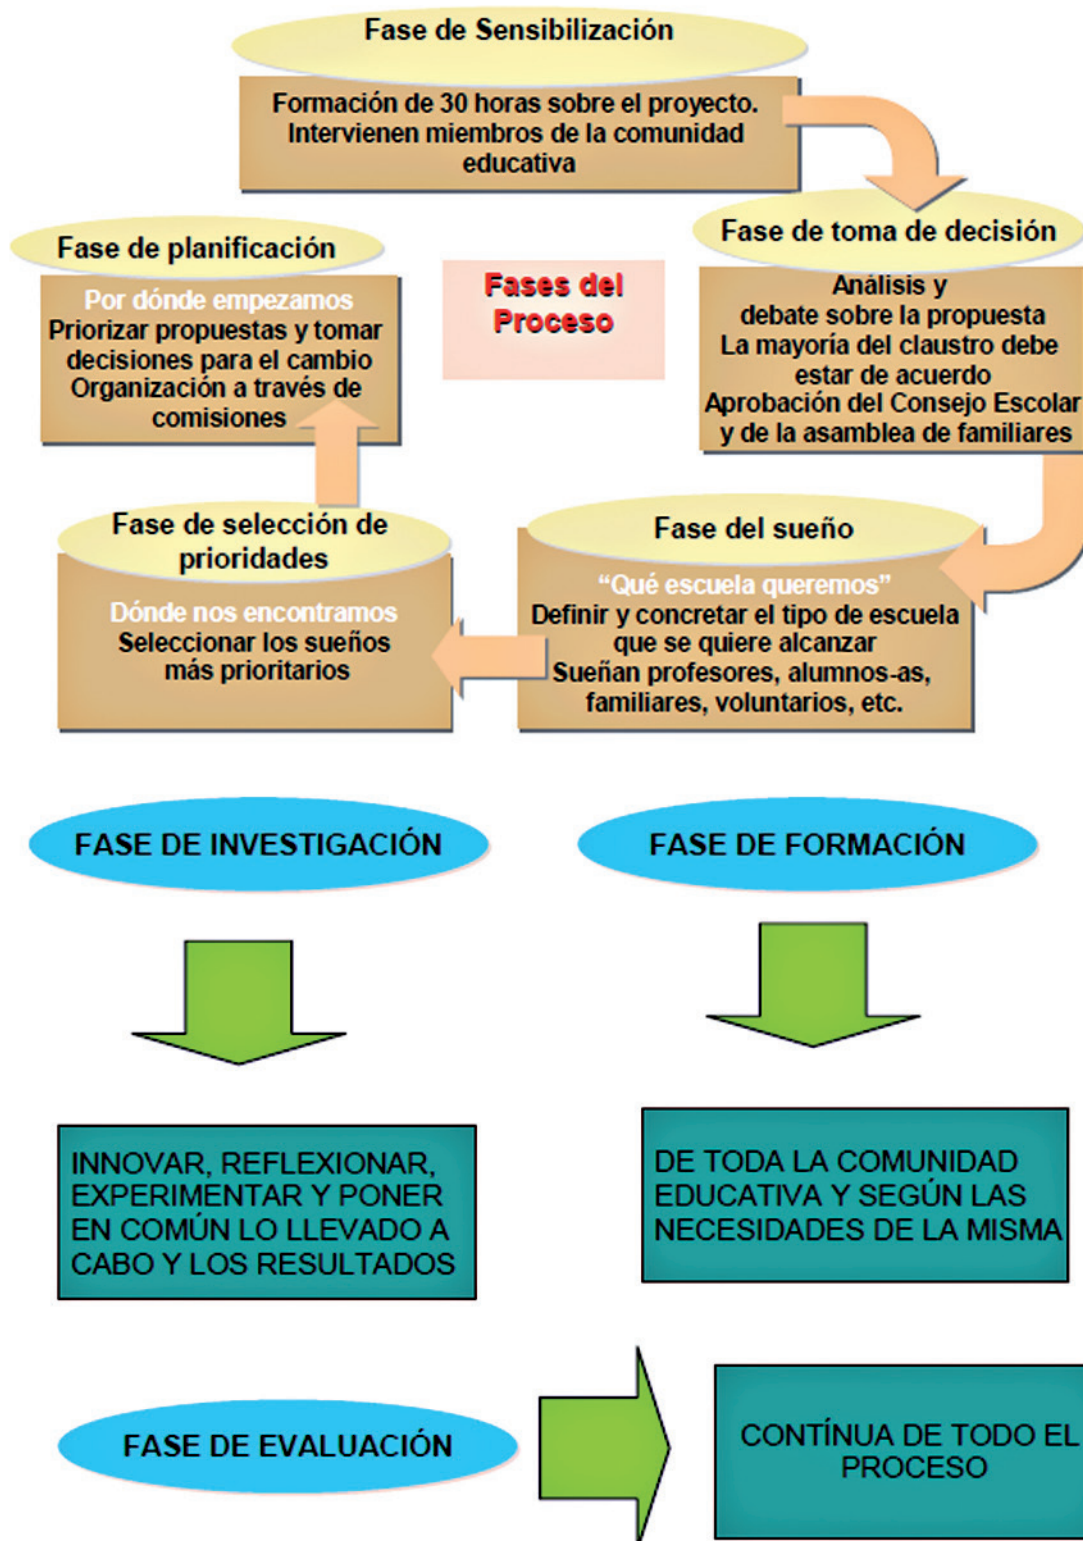 Fase de Sensibilización
Formación de 30 horas sobre el proyecto.
Intervienen miembros de la comunidad
educativa
Fase de toma de decisión
Análisis y
debate sobre la propuesta
La mayoría del claustro debe
estar de acuerdo
Aprobación del Consejo Escolar
y de la asamblea de familiares
Fases del
Proceso
Fase de planificación
Por dónde empezamos
Priorizar propuestas y tomar
decisiones para el cambio
Organización a través de
comisiones
Fase del sueño
“Qué escuela queremos”
Definir y concretar el tipo de escuela
que se quiere alcanzar
Sueñan profesores, alumnos-as,
familiares, voluntarios, etc.
Fase de selección de
prioridades
Dónde nos encontramos
Seleccionar los sueños
más prioritarios
FASE DE INVESTIGACIÓN
INNOVAR, REFLEXIONAR,
EXPERIMENTAR Y PONER
EN COMÚN LO LLEVADO A
CABO Y LOS RESULTADOS
FASE DE FORMACIÓN
DE TODA LA COMUNIDAD
EDUCATIVA Y SEGÚN LAS
NECESIDADES DE LA MISMA
FASE DE EVALUACIÓN
CONTÍNUA DE TODO EL
PROCESO